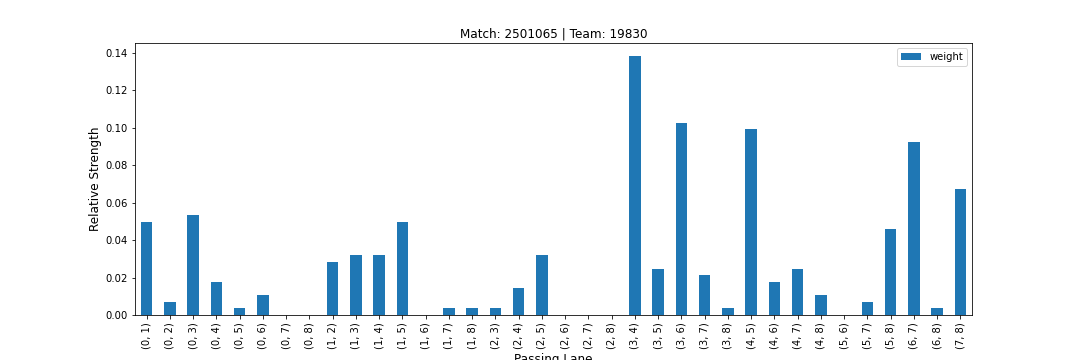 Match: 2501065 | Team: 19830
weight
0.14
0.12
0.10
0.08
0.06
0.04
0.02
0.00
Relative Strength
(0, 1) (0, 2) (0, 3) (0, 4) (0, 5) (0, 6) (0, 7) (0, 8) (1, 2) (1, 3) (1, 4) (1, 5) (1, 6) (1, 7) (1, 8) (2, 3) (2, 4) (2, 5) (2, 6) (2, 7) (2, 8) (3, 4) (3, 5) (3, 6) (3, 7) (3, 8) (4, 5) (4, 6) (4, 7) (4, 8) (5, 6) (5, 7) (5, 8) (6, 7) (6, 8) (7, 8)
Passing Lane